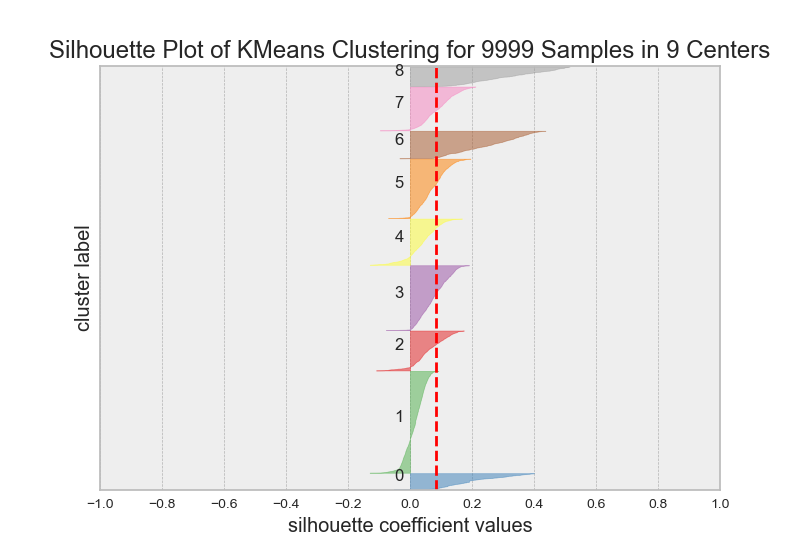 Silhouette Plot of KMeans Clustering for 9999 Samples in 9 Centers
8
7
6
5
4
3
2
1
0
cluster label
−1.0 −0.8 −0.6 −0.4 −0.2 0.0 0.2 0.4 0.6 0.8 1.0
silhouette coefficient values